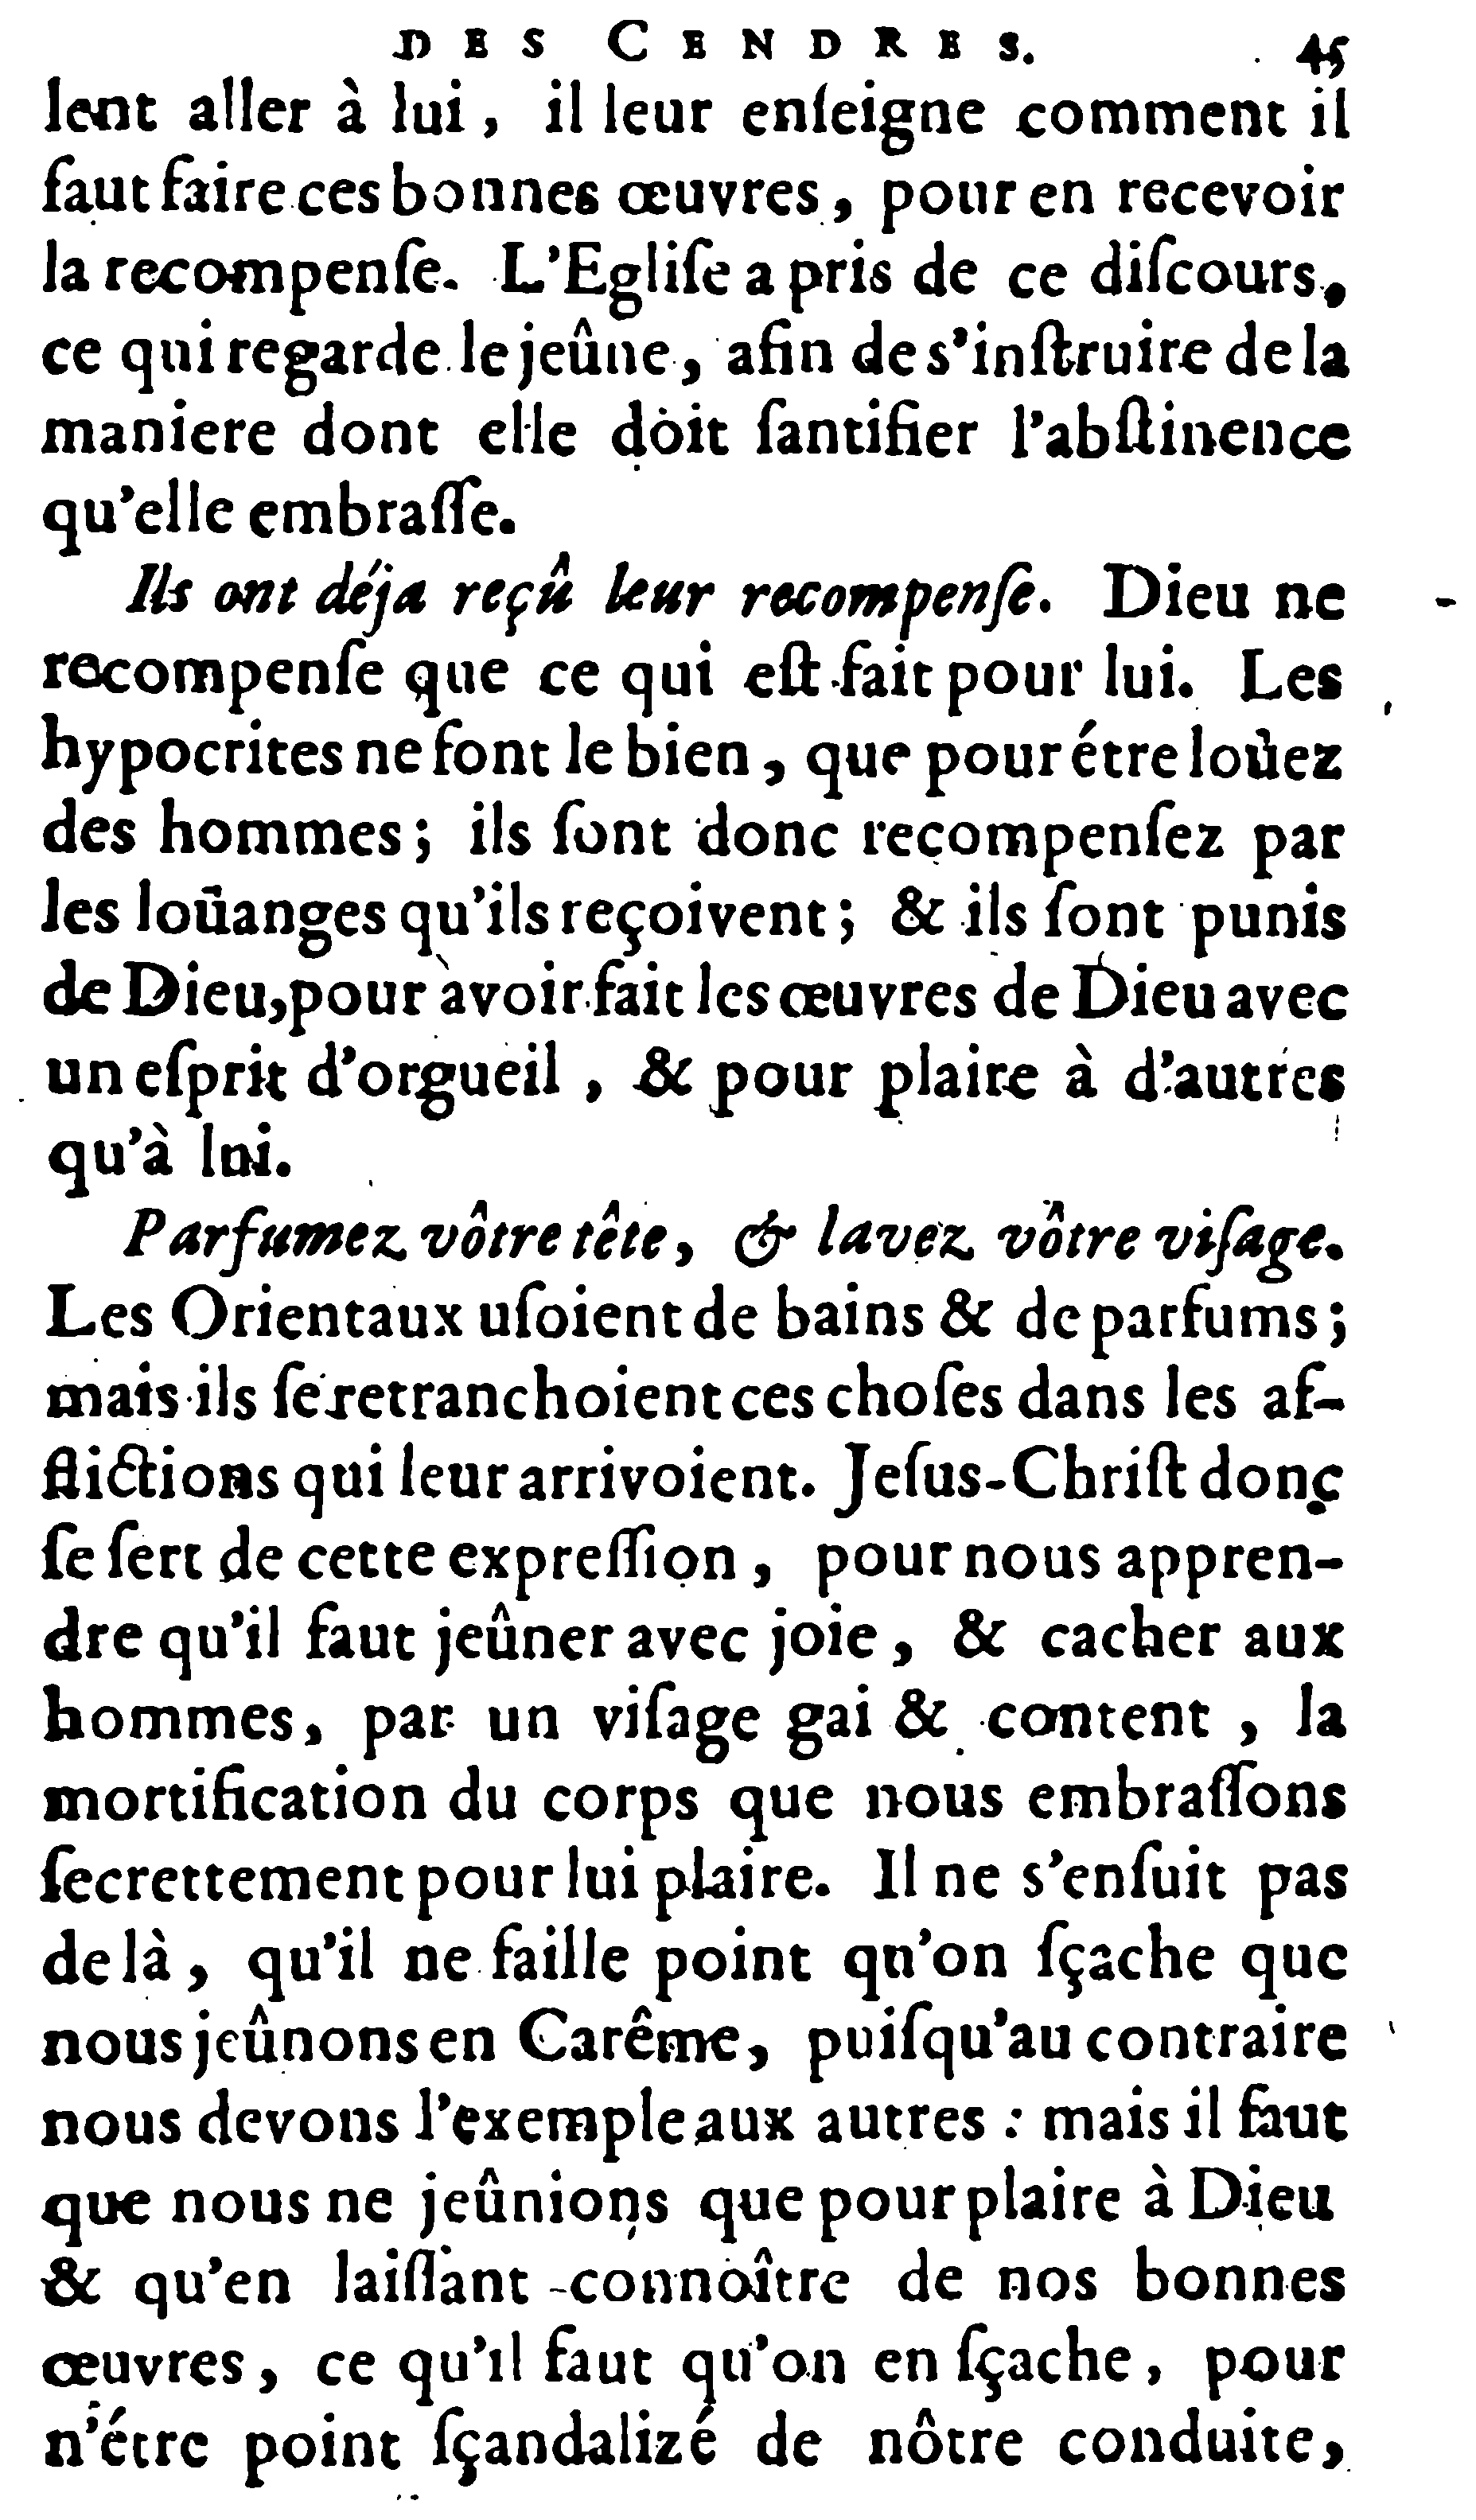 DES CENDRES. 45
lent aller à lui, il leur enſeigne comment il
faut faire ces bonnes œuvres, pour en recevoir
la recompenſe. L'Egliſe a pris de ce diſcours,
ce qui regarde le jeûne, afin de s'inſtruire de la
maniere dont elle doit ſantifier l'abſtinence
qu'elle embraſſe.
Ils ont déja reçû leur recompenſe. Dieu ne
recompenſe que ce qui eſt fait pour lui. Les
hypocrites ne font le bien, que pour étre loüez
des hommes; ils ſont donc recompenſez par
les loüanges qu'ils reçoivent; & ils ſont punis
de Dieu, pour avoir fait les œuvres de Dieu avec
un eſprit d'orgueil, & pour plaire à d'autres
qu'à lui.
Parfumez vôtre tête, & lavez vôtre viſage.
Les Orientaux uſoient de bains & de parfums;
mais ils ſe retranchoient ces choſes dans les af-
flictions qui leur arrivoient. Jeſus-Chriſt donc
ſe ſert de cette expreſſion, pour nous appren-
dre qu'il faut jeûner avec joie, & cacher aux
hommes, par un viſage gai & content, la
mortification du corps que nous embraſſons
ſecrettement pour lui plaire. Il ne s'enſuit pas
de là, qu'il ne faille point qu'on ſçache que
nous jeûnons en Carême, puiſqu'au contraire
nous devons l'exemple aux autres : mais il faut
que nous ne jeûnions que pour plaire à Dieu
& qu'en laiſſant connoître de nos bonnes
œuvres, ce qu'il faut qu'on en ſçache, pour
n'étre point ſçandalizé de nôtre conduite,